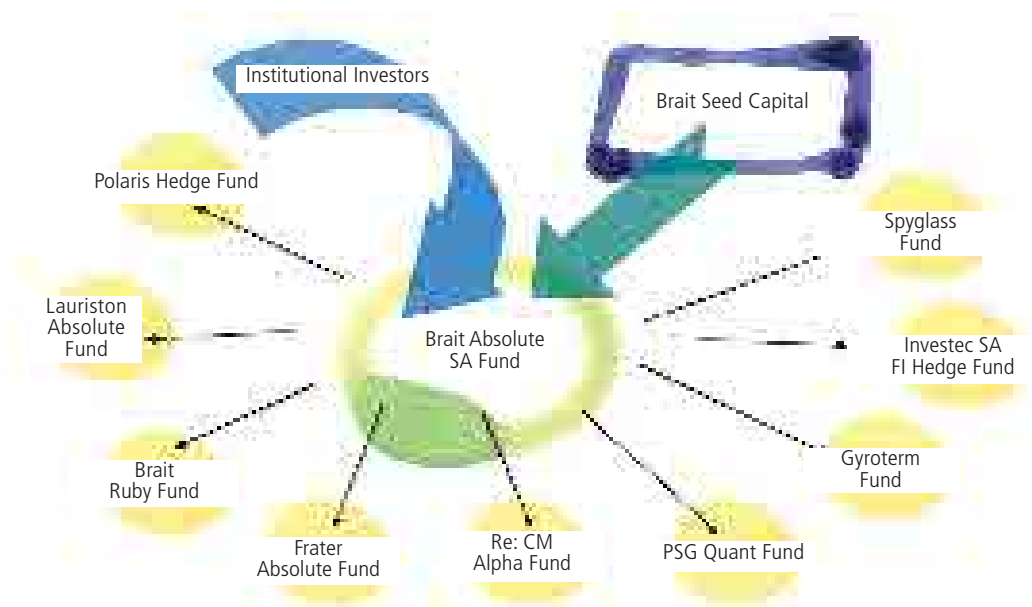 Institutional Investors
Brait Seed Capital
Polaris Hedge Fund
Spyglass
Fund
Lauriston
Absolute
Fund
Brait Absolute
SA Fund
Investec SA
FI Hedge Fund
Brait
Ruby Fund
Gyroterm
Fund
Frater
Absolute Fund
Re: CM
Alpha Fund
PSG Quant Fund